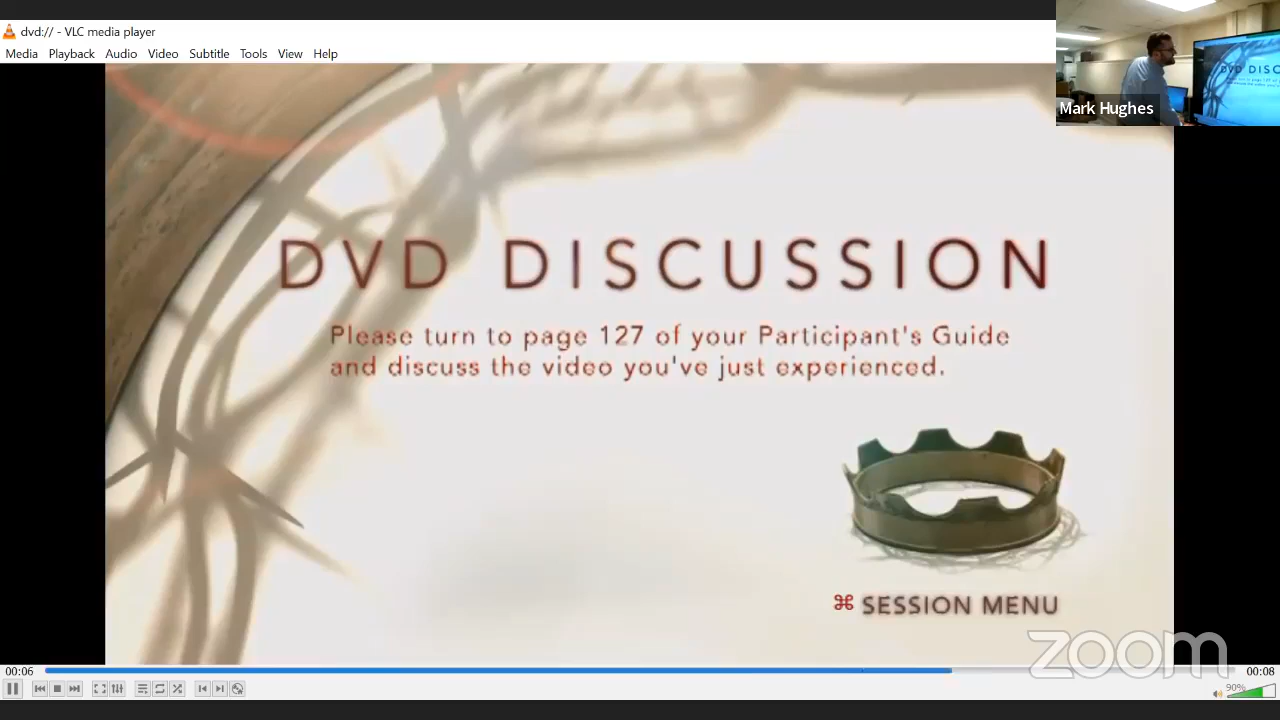 dvd:// - VLC media player
Media Playback Audio Video Subtitle Tools View Help
Mark Hughes
DVD DISCUSSION
Please turn to page 127 of your Participant's Guide
and discuss the video you've just experienced.
⌘ SESSION MENU
zoom
00:06
00:08
90%